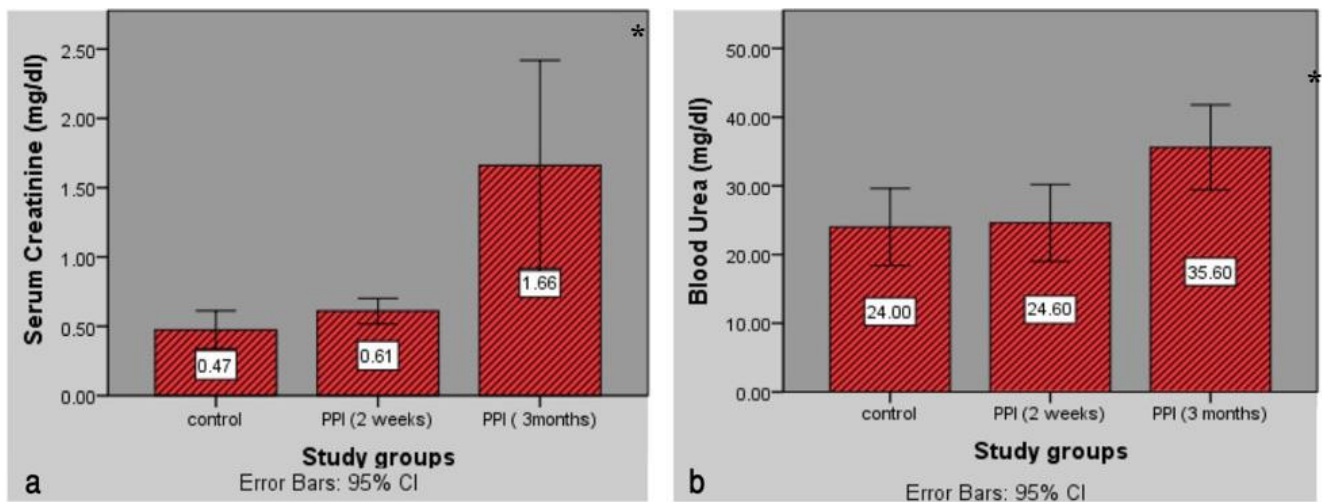 *
Serum Creatinine (mg/dl)
2.50
2.00
1.50
1.00
0.50
0.00
0.47
0.61
1.66
control
PPI (2 weeks)
PPI ( 3months)
Study groups
Error Bars: 95% CI
a
*
Blood Urea (mg/dl)
50.00
40.00
30.00
20.00
10.00
0.00
24.00
24.60
35.60
control
PPI (2 weeks)
PPI (3 months)
Study groups
Error Bars: 95% CI
b